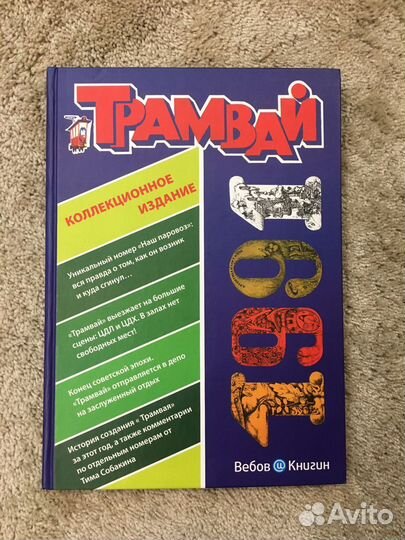 ТРАМВАЙ
КОЛЛЕКЦИОННОЕ
ИЗДАНИЕ
Уникальный номер «Наш паровоз»:
вся правда о том, как он возник
и куда сгинул...
«Трамвай» выезжает на большие
сцены: ЦДЛ и ЦДХ. В залах нет
свободных мест!
Конец советской эпохи.
«Трамвай» отправляется в депо
на заслуженный отдых
История создания « Трамвая»
за этот год, а также комментарии
по отдельным номерам от
Тима Собакина
1991
Вебов & Книгин
Avito